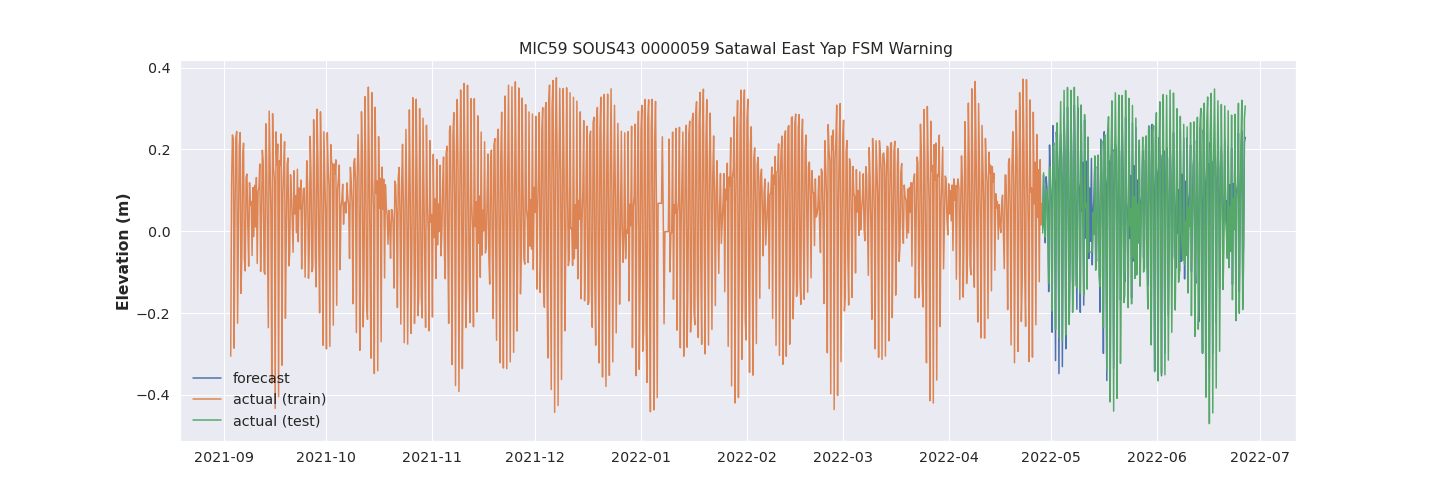 MIC59 SOUS43 0000059 Satawal East Yap FSM Warning
Elevation (m)
0.4
0.2
0.0
−0.2
−0.4
forecast
actual (train)
actual (test)
2021-09 2021-10 2021-11 2021-12 2022-01 2022-02 2022-03 2022-04 2022-05 2022-06 2022-07